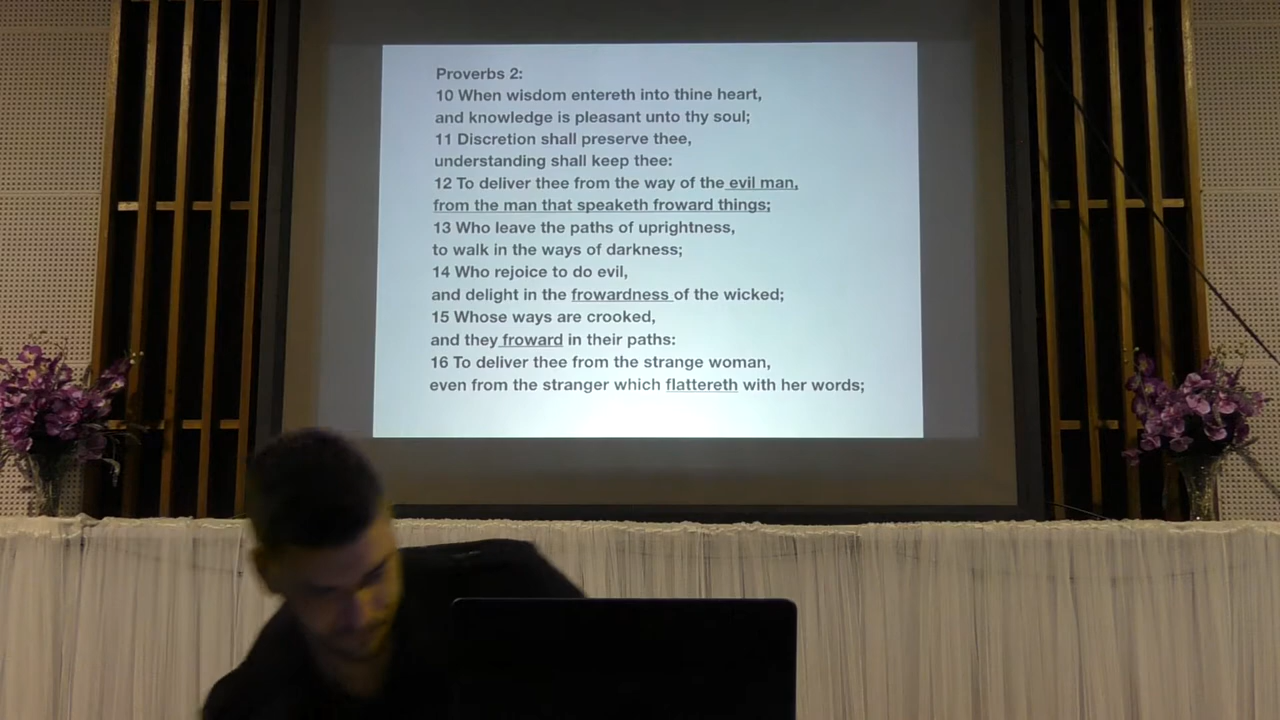 Proverbs 2:
10 When wisdom entereth into thine heart,
and knowledge is pleasant unto thy soul;
11 Discretion shall preserve thee,
understanding shall keep thee:
12 To deliver thee from the way of the evil man,
from the man that speaketh froward things;
13 Who leave the paths of uprightness,
to walk in the ways of darkness;
14 Who rejoice to do evil,
and delight in the frowardness of the wicked;
15 Whose ways are crooked,
and they froward in their paths:
16 To deliver thee from the strange woman,
even from the stranger which flattereth with her words;